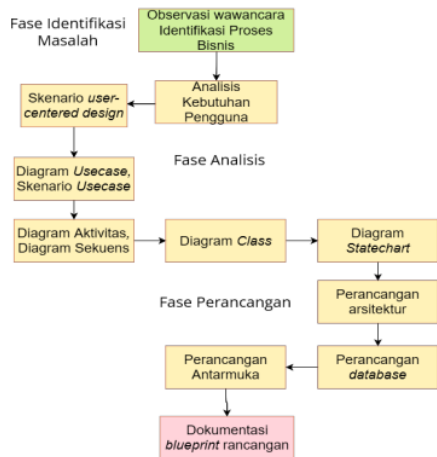 Fase Identifikasi
Masalah
Observasi wawancara
Identifikasi Proses
Bisnis
Analisis
Kebutuhan
Pengguna
Skenario user-
centered design
Fase Analisis
Diagram Usecase,
Skenario Usecase
Diagram Aktivitas,
Diagram Sekuens
Diagram Class
Diagram
Statechart
Fase Perancangan
Perancangan
arsitektur
Perancangan
database
Perancangan
Antarmuka
Dokumentasi
blueprint rancangan